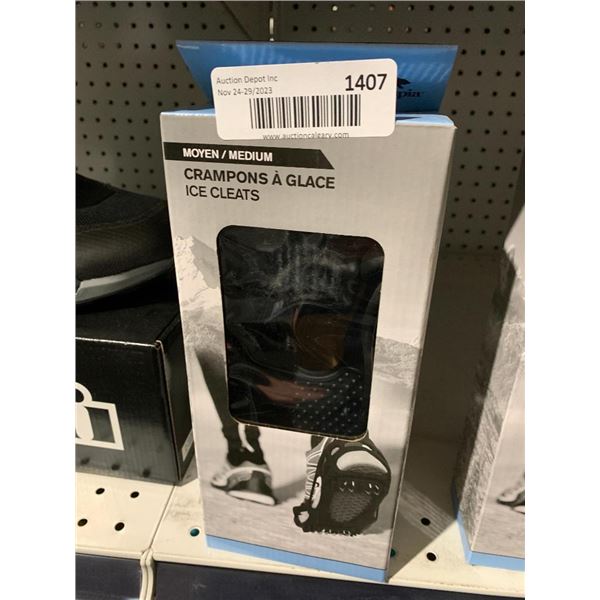 Auction Depot Inc
Nov 24-29/2023
1407
www.auctioncalgary.com
MOYEN / MEDIUM
CRAMPONS À GLACE
ICE CLEATS